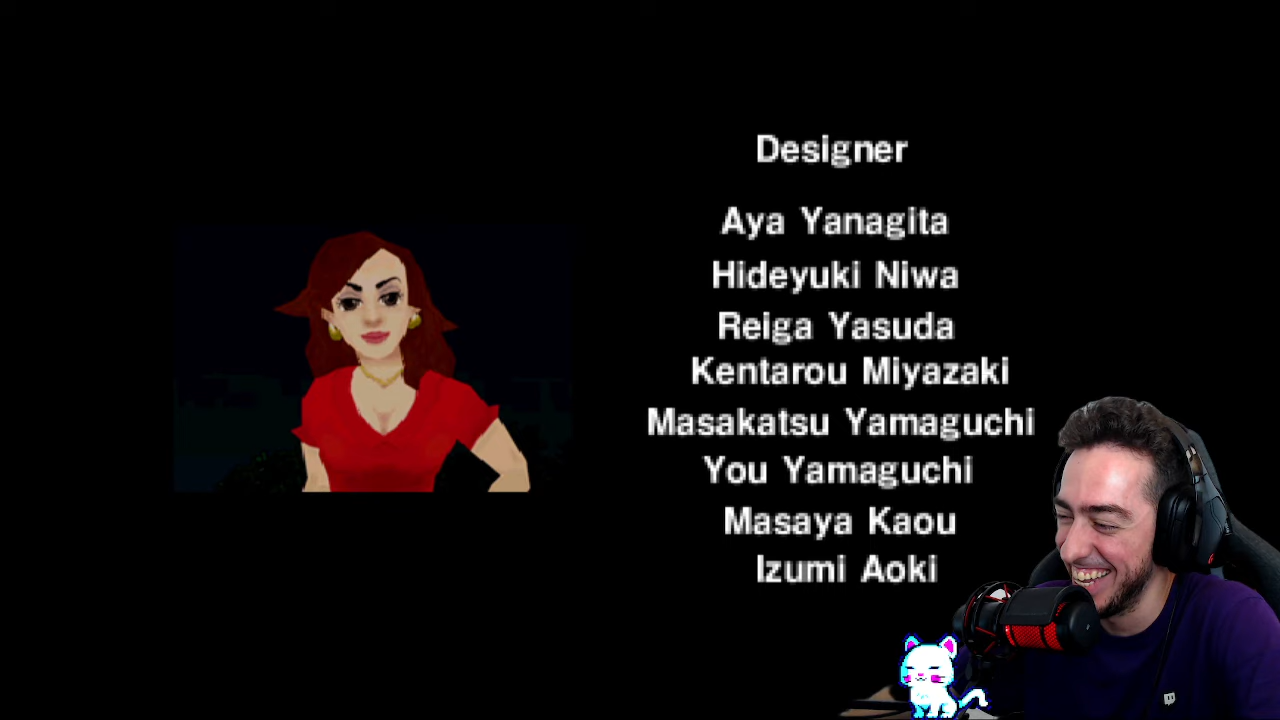 Designer
Aya Yanagita
Hideyuki Niwa
Reiga Yasuda
Kentarou Miyazaki
Masakatsu Yamaguchi
You Yamaguchi
Masaya Kaou
Izumi Aoki